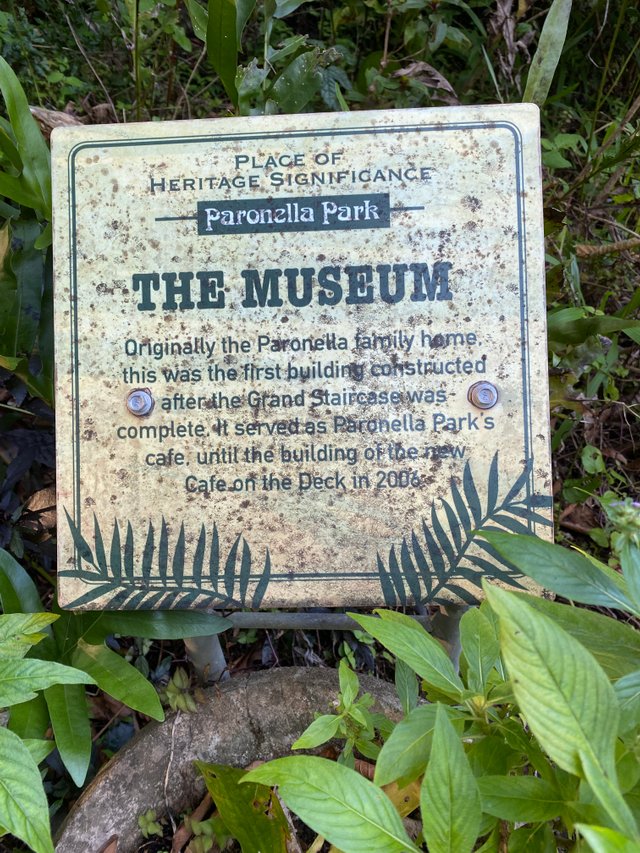 Place of
Heritage Significance
Paronella Park
The Museum
Originally the Paronella family home,
this was the first building constructed
after the Grand Staircase was
complete. It served as Paronella Park's
cafe, until the building of the new
Cafe on the Deck in 2006.